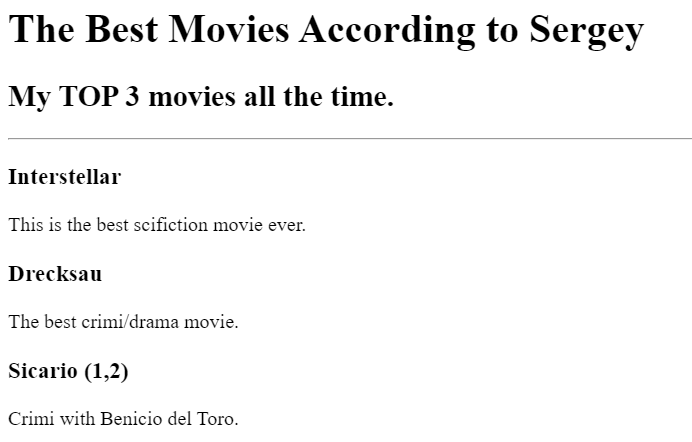 The Best Movies According to Sergey
My TOP 3 movies all the time.
Interstellar
This is the best scifiction movie ever.
Drecksau
The best crimi/drama movie.
Sicario (1,2)
Crimi with Benicio del Toro.